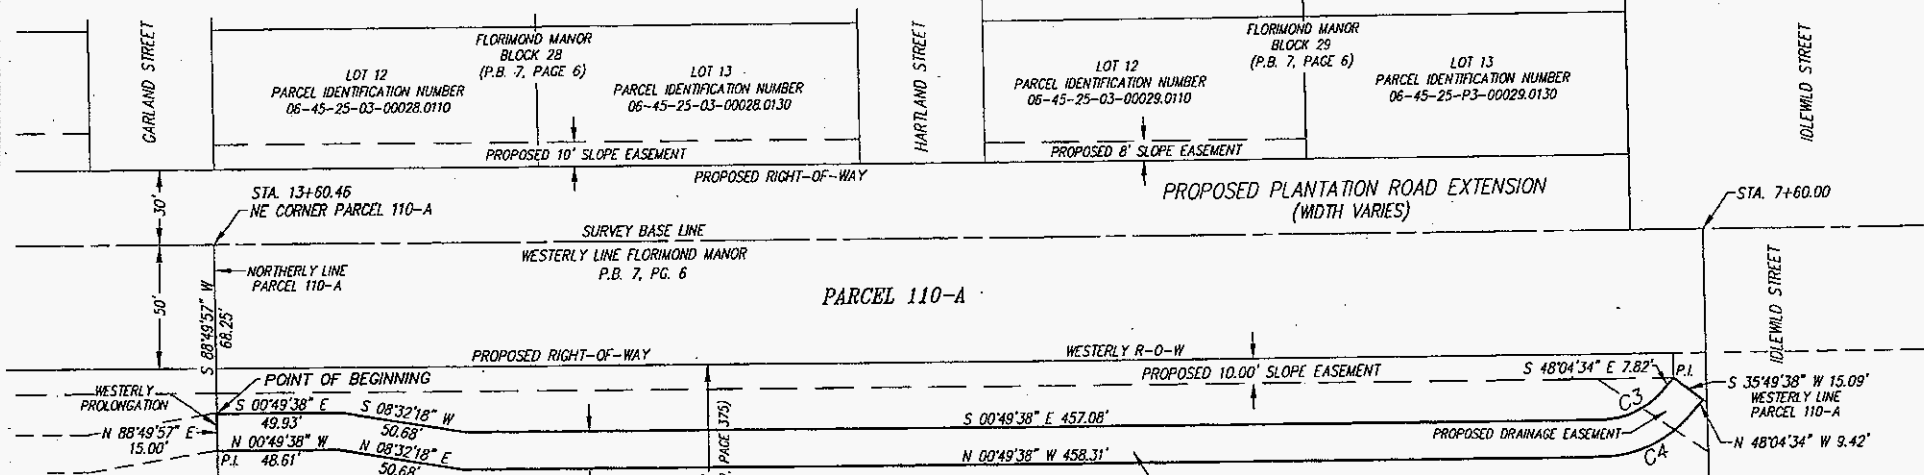 GARLAND STREET
FLORIMOND MANOR
BLOCK 28
(P.B. 7, PAGE 6)
LOT 12
PARCEL IDENTIFICATION NUMBER
06-45-25-03-00028.0110
LOT 13
PARCEL IDENTIFICATION NUMBER
06-45-25-03-00028.0130
HARTLAND STREET
FLORIMOND MANOR
BLOCK 29
(P.B. 7, PAGE 6)
LOT 12
PARCEL IDENTIFICATION NUMBER
06-45-25-03-00029.0110
LOT 13
PARCEL IDENTIFICATION NUMBER
06-45-25-P3-00029.0130
IDLEWILD STREET
PROPOSED 10' SLOPE EASEMENT
PROPOSED 8' SLOPE EASEMENT
PROPOSED RIGHT-OF-WAY
PROPOSED PLANTATION ROAD EXTENSION
(WIDTH VARIES)
30'
STA. 13+60.46
NE CORNER PARCEL 110-A
STA. 7+60.00
SURVEY BASE LINE
WESTERLY LINE FLORIMOND MANOR
P.B. 7, PG. 6
NORTHERLY LINE
PARCEL 110-A
50'
S 88°49'57" W
68.25'
PARCEL 110-A
IDLEWILD STREET
PROPOSED RIGHT-OF-WAY
WESTERLY R-O-W
PROPOSED 10.00' SLOPE EASEMENT
S 48°04'34" E 7.82'
P.I.
S 35°49'38" W 15.09'
WESTERLY LINE
PARCEL 110-A
WESTERLY
PROLONGATION
POINT OF BEGINNING
S 00°49'38" E
49.93'
S 08°32'18" W
50.68'
PAGE 375)
S 00°49'38" E 457.08'
C3
PROPOSED DRAINAGE EASEMENT
N 48°04'34" W 9.42'
N 88°49'57" E
15.00'
N 00°49'38" W
P.I. 48.61'
N 08°32'18" E
50.68'
N 00°49'38" W 458.31'
C4